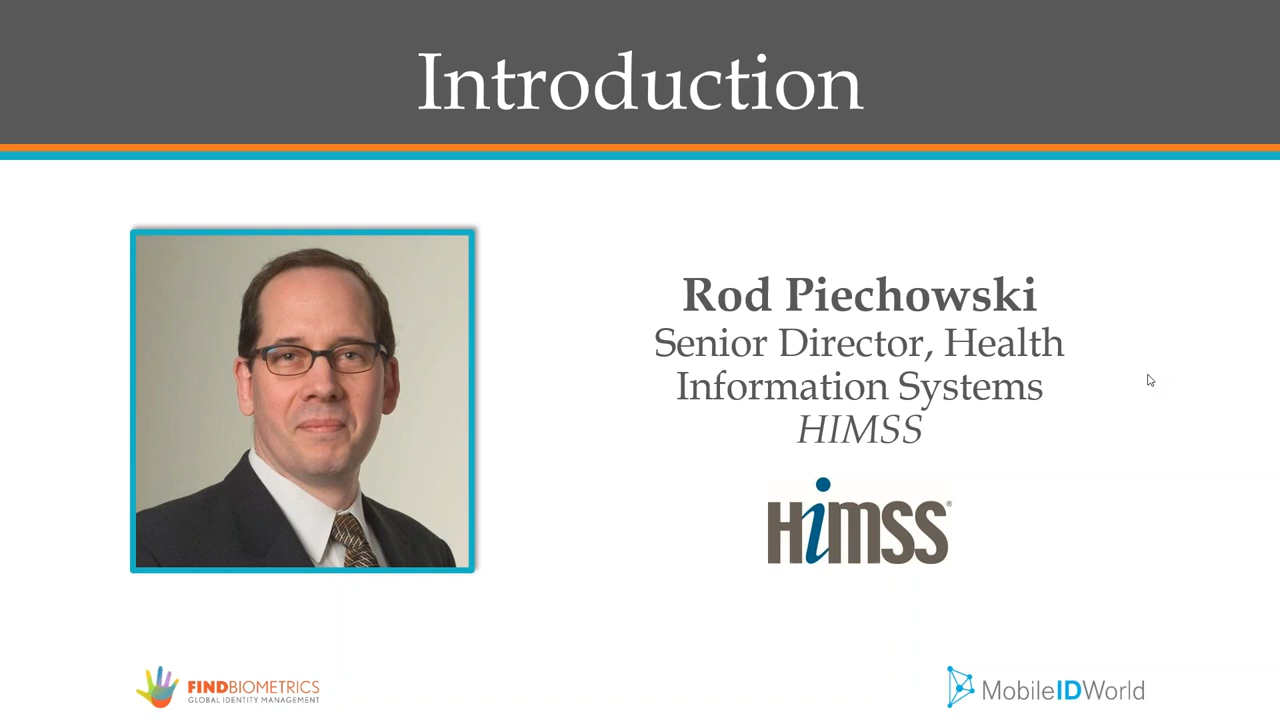 Introduction
Rod Piechowski
Senior Director, Health
Information Systems
HIMSS
HiMSS®
FINDBIOMETRICS
GLOBAL IDENTITY MANAGEMENT
MobileIDWorld